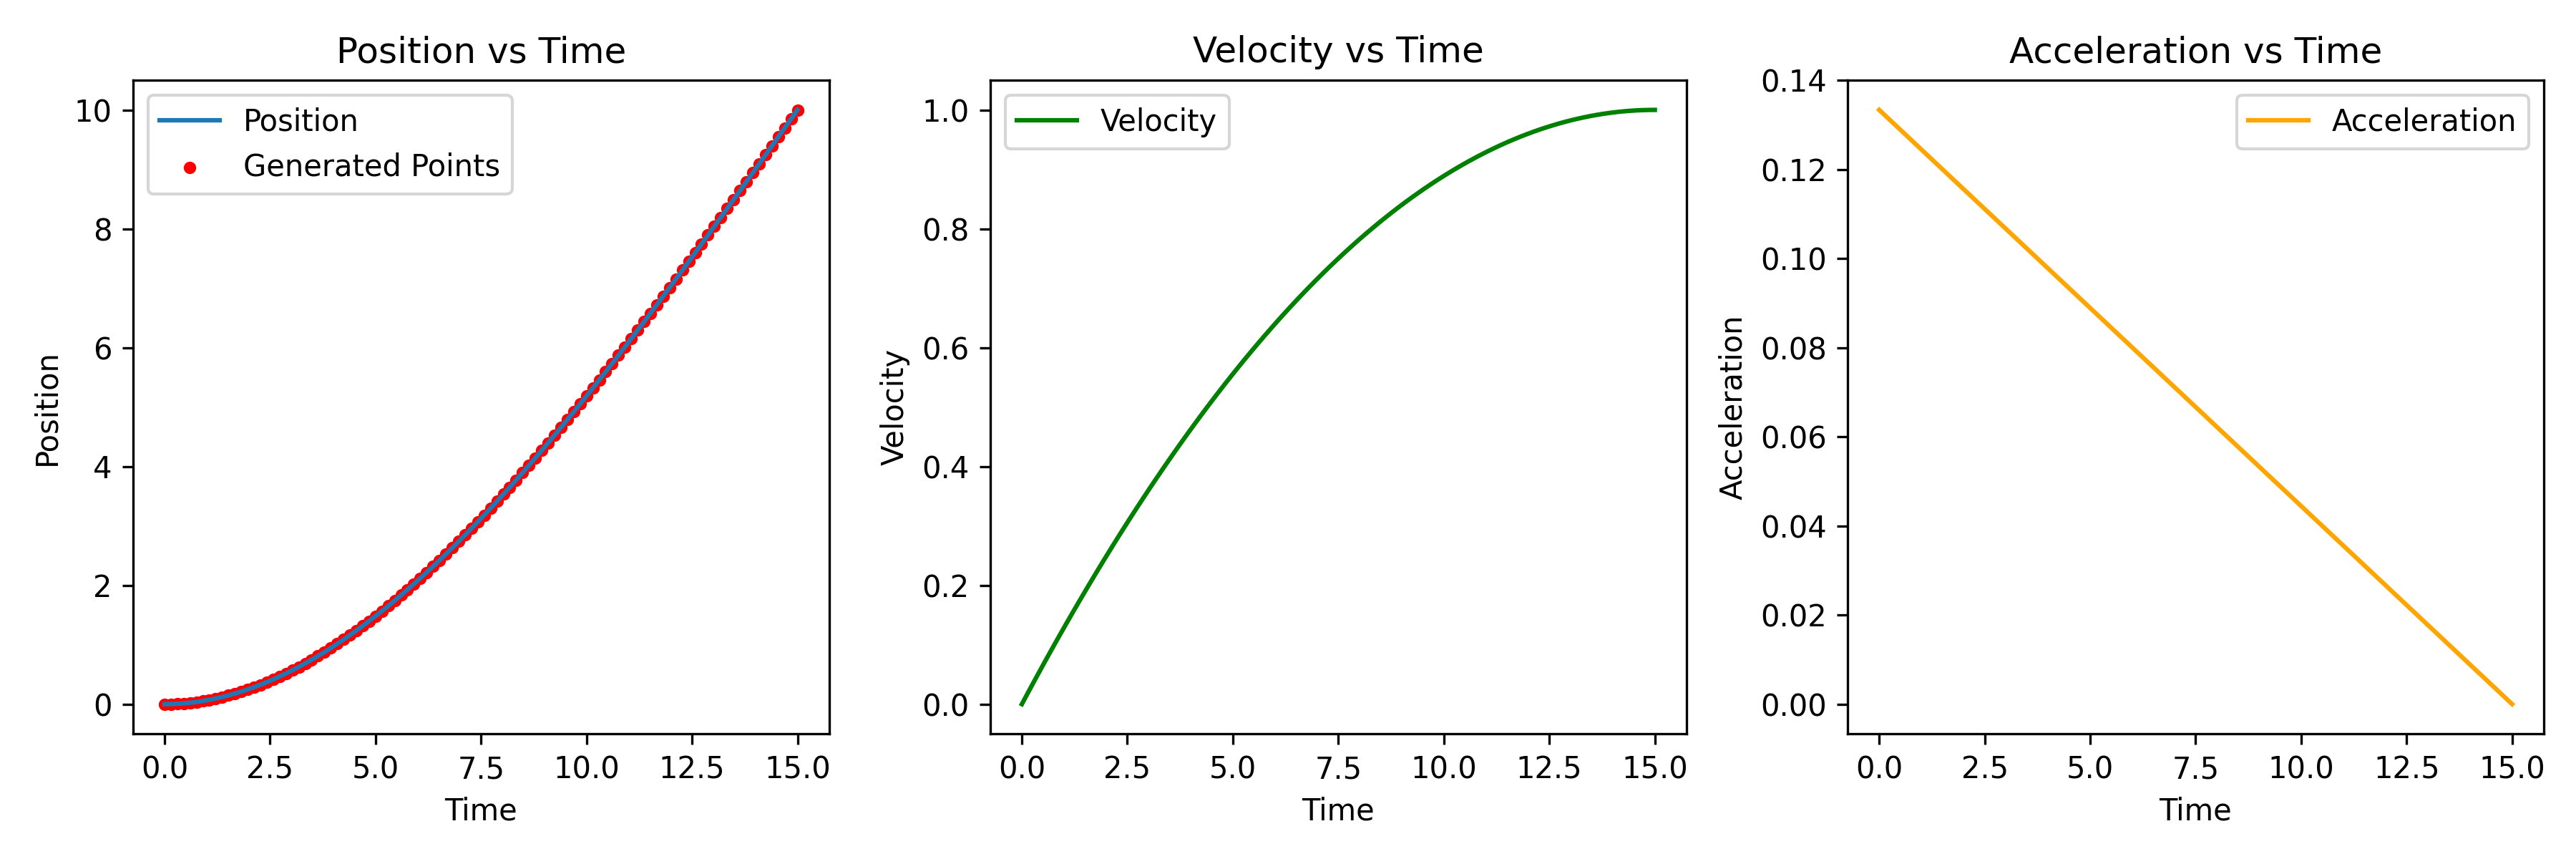 Position vs Time
Position
Generated Points
10
8
6
4
2
0
Position
0.0 2.5 5.0 7.5 10.0 12.5 15.0
Time
Velocity vs Time
Velocity
1.0
0.8
0.6
0.4
0.2
0.0
Velocity
0.0 2.5 5.0 7.5 10.0 12.5 15.0
Time
Acceleration vs Time
Acceleration
0.14
0.12
0.10
0.08
0.06
0.04
0.02
0.00
Acceleration
0.0 2.5 5.0 7.5 10.0 12.5 15.0
Time